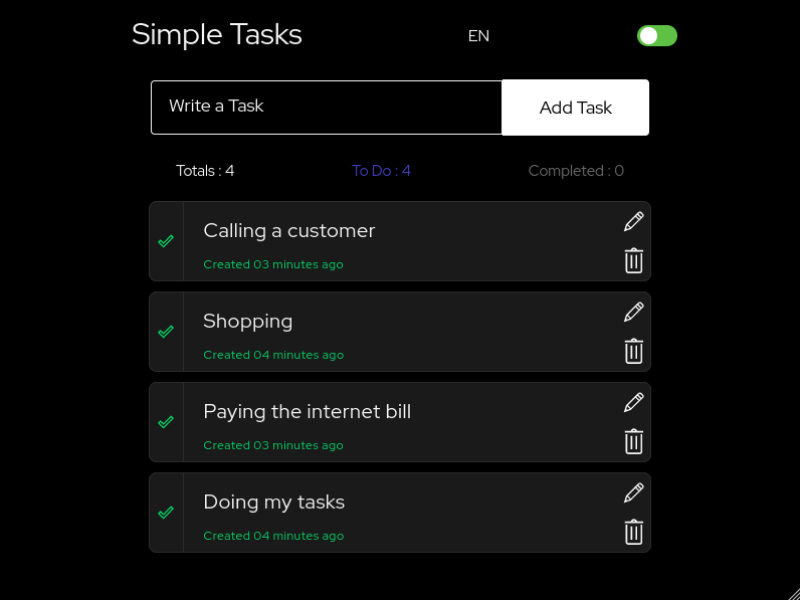 Simple Tasks
EN
Write a Task
Add Task
Totals : 4
To Do : 4
Completed : 0
Calling a customer
Created 03 minutes ago
Shopping
Created 04 minutes ago
Paying the internet bill
Created 03 minutes ago
Doing my tasks
Created 04 minutes ago